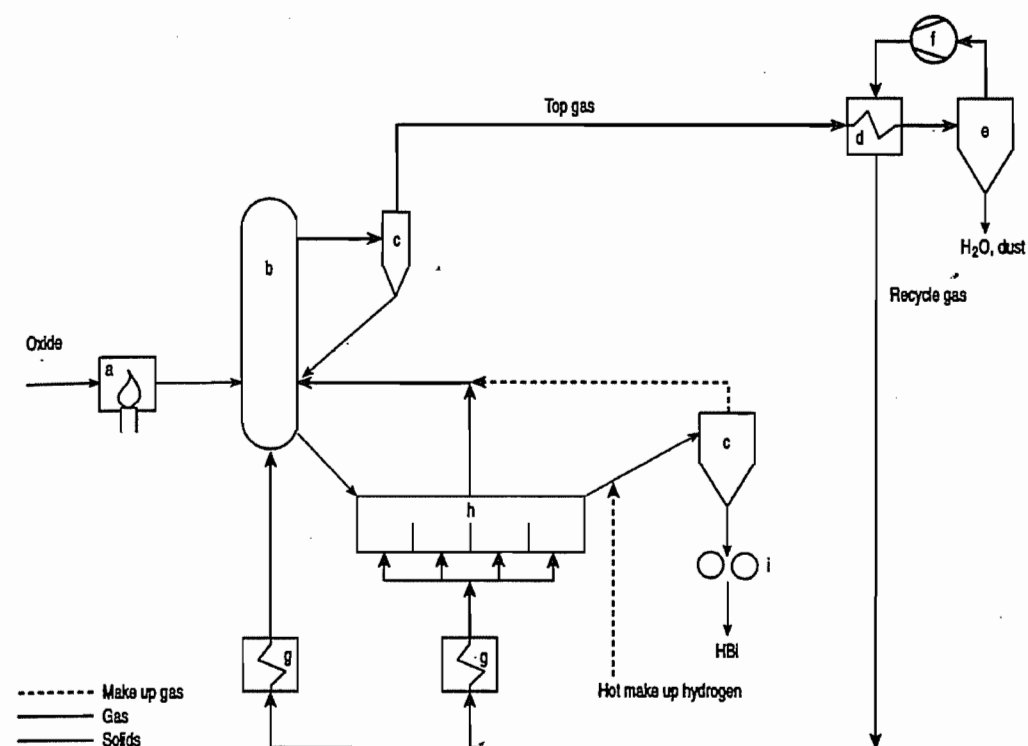 f
Top gas
d
e
c
b
H₂O, dust
Recycle gas
Oxide
a
c
h
i
HBI
g
g
Hot make up hydrogen
Make up gas
Gas
Solids